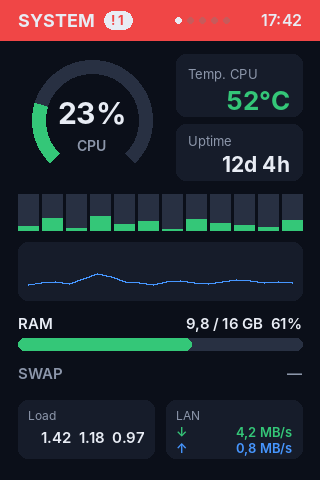 SYSTEM !1 17:42
23%
CPU
Temp. CPU
52°C
Uptime
12d 4h
RAM 9,8 / 16 GB 61%
SWAP —
Load
1.42 1.18 0.97
LAN
↓ 4,2 MB/s
↑ 0,8 MB/s